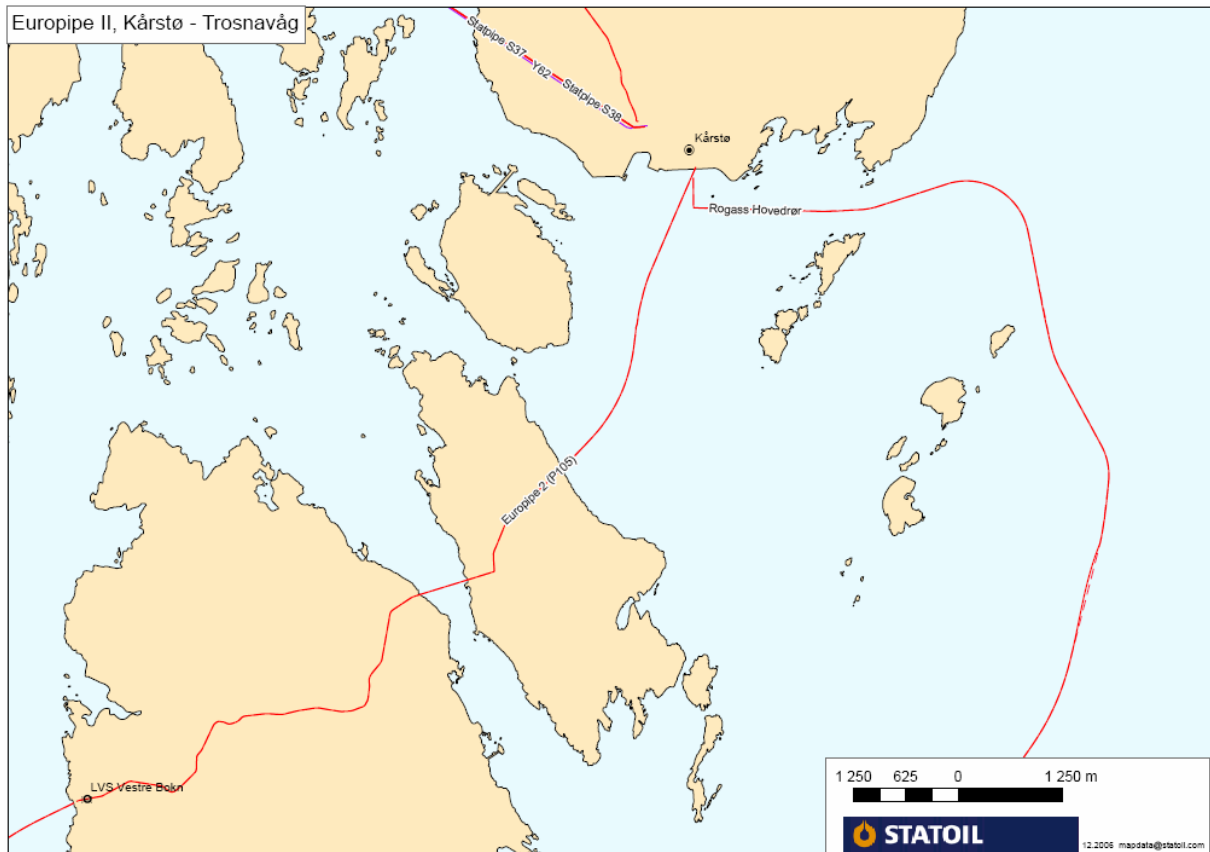 Europipe II, Kårstø - Trosnavåg
Statpipe S37
Y62
Statpipe S38
Kårstø
Rogass Hovedrør
Europipe 2 (P105)
LVS Vestre Bokn
1 250 625 0 1 250 m
STATOIL
12.2006 mapdata@statoil.com